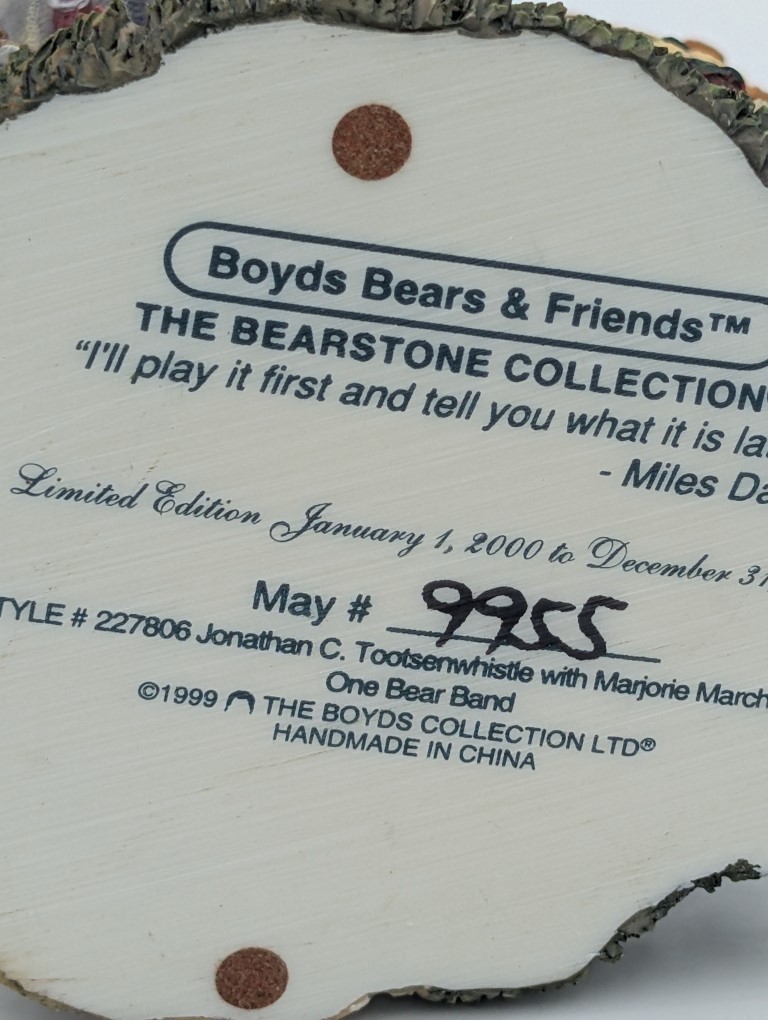 Boyds Bears & Friends™
THE BEARSTONE COLLECTION
"I'll play it first and tell you what it is
- Miles
Limited Edition January 1, 2000 to December 31,
May # 9955
# 227806 Jonathan C. Tootsenwhistle with Marjorie
One Bear Band
©1999 THE BOYDS COLLECTION LTD®
HANDMADE IN CHINA